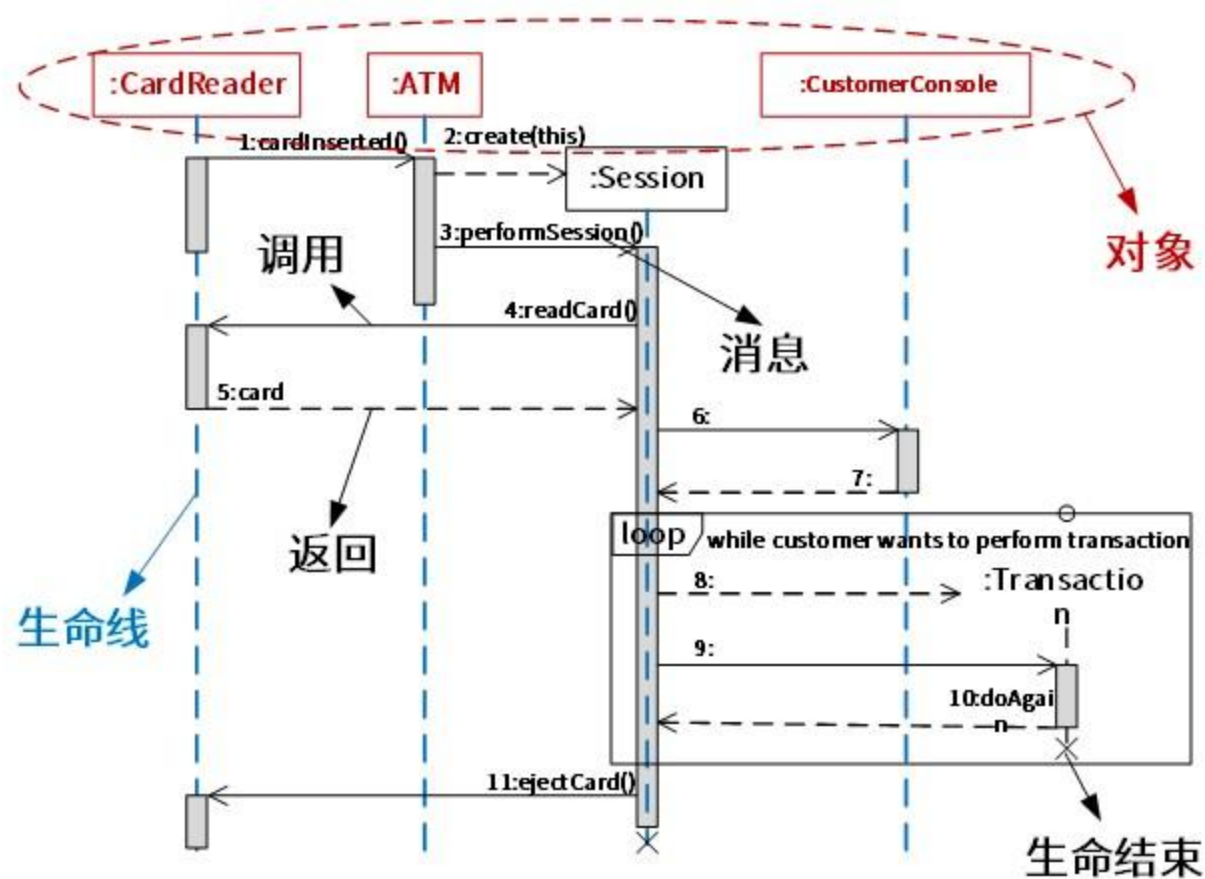 :CardReader
:ATM
:CustomerConsole
1:cardInserted()
2:create(this)
:Session
3:performSession()
调用
对象
4:readCard()
消息
5:card
6:
7:
返回
loop
while customer wants to perform transaction
8:
:Transactio
n
生命线
9:
10:doAgai
n
11:ejectCard()
生命结束